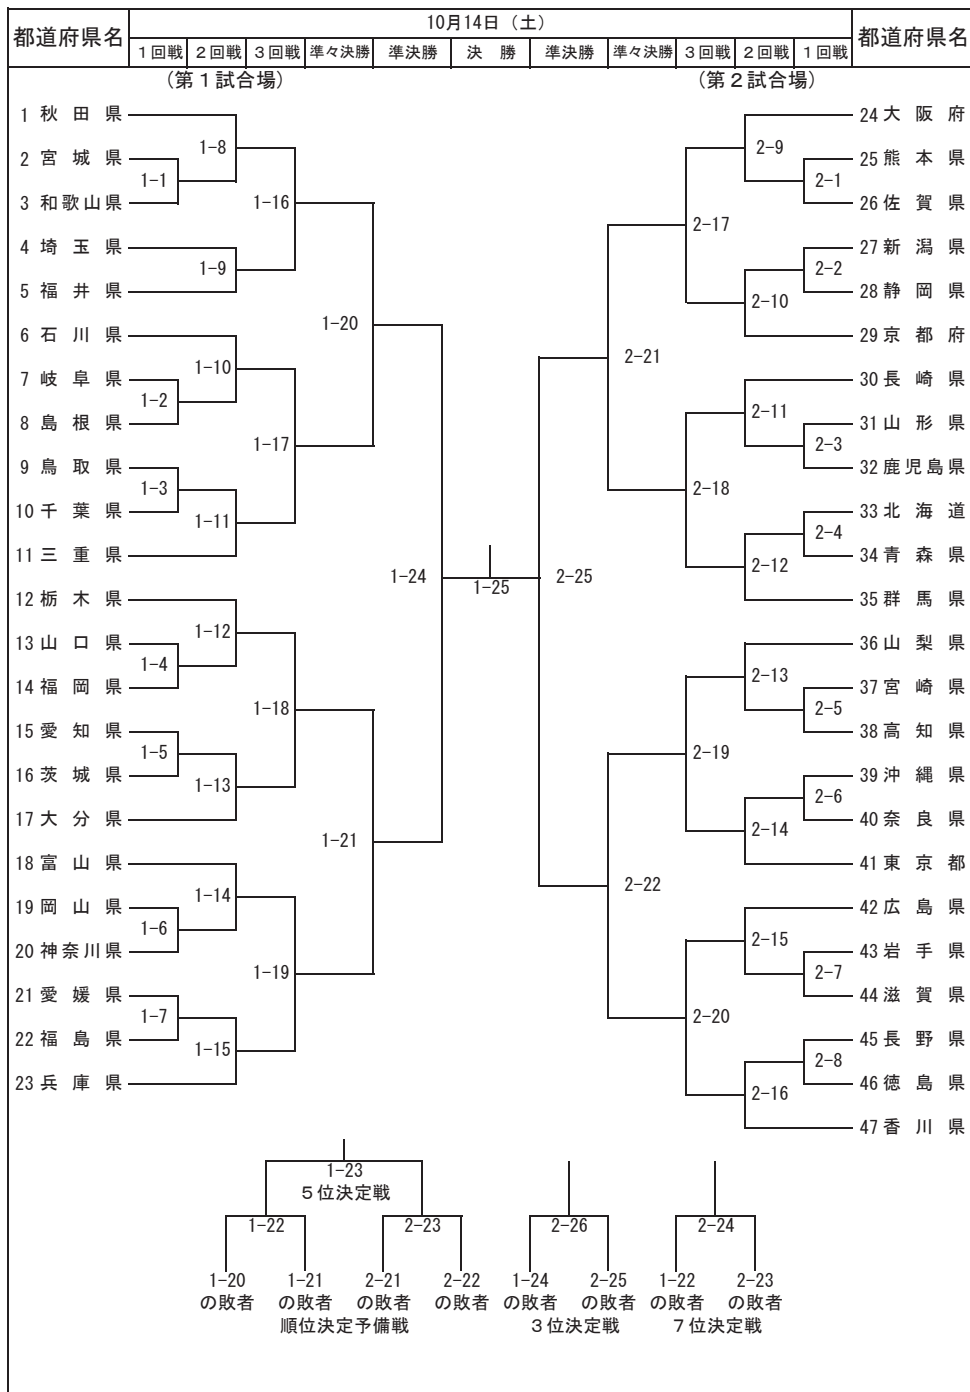 都道府県名 10月14日（土） 都道府県名
１回戦 ２回戦 ３回戦 準々決勝 準決勝 決　勝 準決勝 準々決勝 ３回戦 ２回戦 １回戦
（第１試合場） （第２試合場）
1 秋田県 24 大阪府
1-8 2-9
2 宮城県 25 熊本県
1-1 2-1
3 和歌山県 1-16 26 佐賀県
2-17
4 埼玉県 27 新潟県
1-9 2-2
5 福井県 28 静岡県
2-10
1-20
6 石川県 29 京都府
2-21
1-10
7 岐阜県 30 長崎県
1-2 2-11
8 島根県 31 山形県
1-17 2-3
9 鳥取県 32 鹿児島県
1-3 2-18
10 千葉県 33 北海道
1-11 2-4
11 三重県 34 青森県
2-12
1-24 1-25 2-25
12 栃木県 35 群馬県
1-12
13 山口県 36 山梨県
1-4 2-13
14 福岡県 37 宮崎県
1-18 2-5
15 愛知県 38 高知県
1-5 2-19
16 茨城県 39 沖縄県
1-13 2-6
17 大分県 40 奈良県
2-14
1-21
18 富山県 41 東京都
2-22
1-14
19 岡山県 42 広島県
1-6 2-15
20 神奈川県 43 岩手県
1-19 2-7
21 愛媛県 44 滋賀県
1-7 2-20
22 福島県 45 長野県
1-15 2-8
23 兵庫県 46 徳島県
2-16
47 香川県
1-23
５位決定戦
1-22 2-23 2-26 2-24
1-20 1-21 2-21 2-22 1-24 2-25 1-22 2-23
の敗者 の敗者 の敗者 の敗者 の敗者 の敗者 の敗者 の敗者
順位決定予備戦 ３位決定戦 ７位決定戦